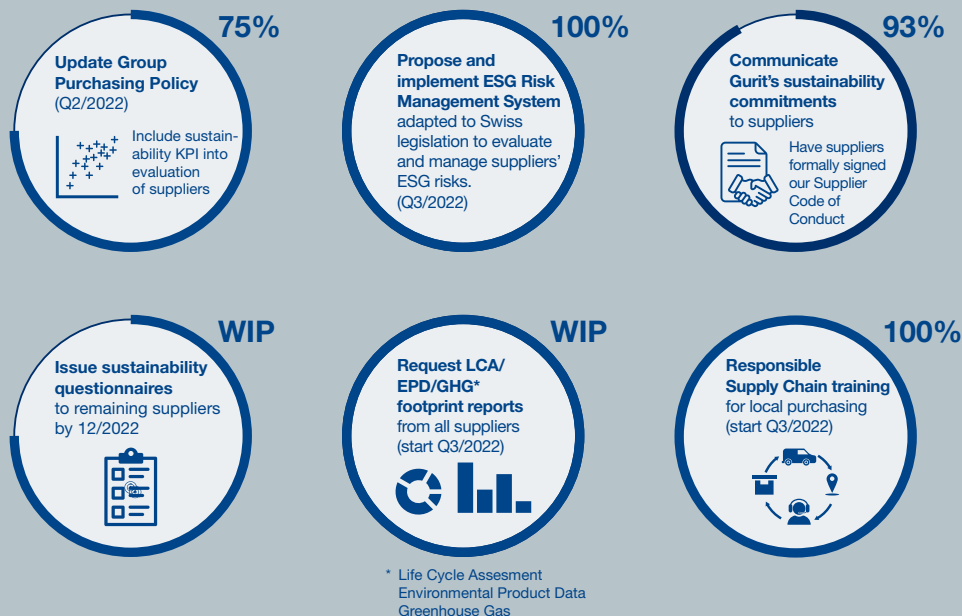 75%
Update Group
Purchasing Policy
(Q2/2022)
Include sustain-
ability KPI into
evaluation
of suppliers
100%
Propose and
implement ESG Risk
Management System
adapted to Swiss
legislation to evaluate
and manage suppliers’
ESG risks.
(Q3/2022)
93%
Communicate
Gurit’s sustainability
commitments
to suppliers
Have suppliers
formally signed
our Supplier
Code of
Conduct
WIP
Issue sustainability
questionnaires
to remaining suppliers
by 12/2022
WIP
Request LCA/
EPD/GHG*
footprint reports
from all suppliers
(start Q3/2022)
100%
Responsible
Supply Chain training
for local purchasing
(start Q3/2022)
* Life Cycle Assesment
Environmental Product Data
Greenhouse Gas